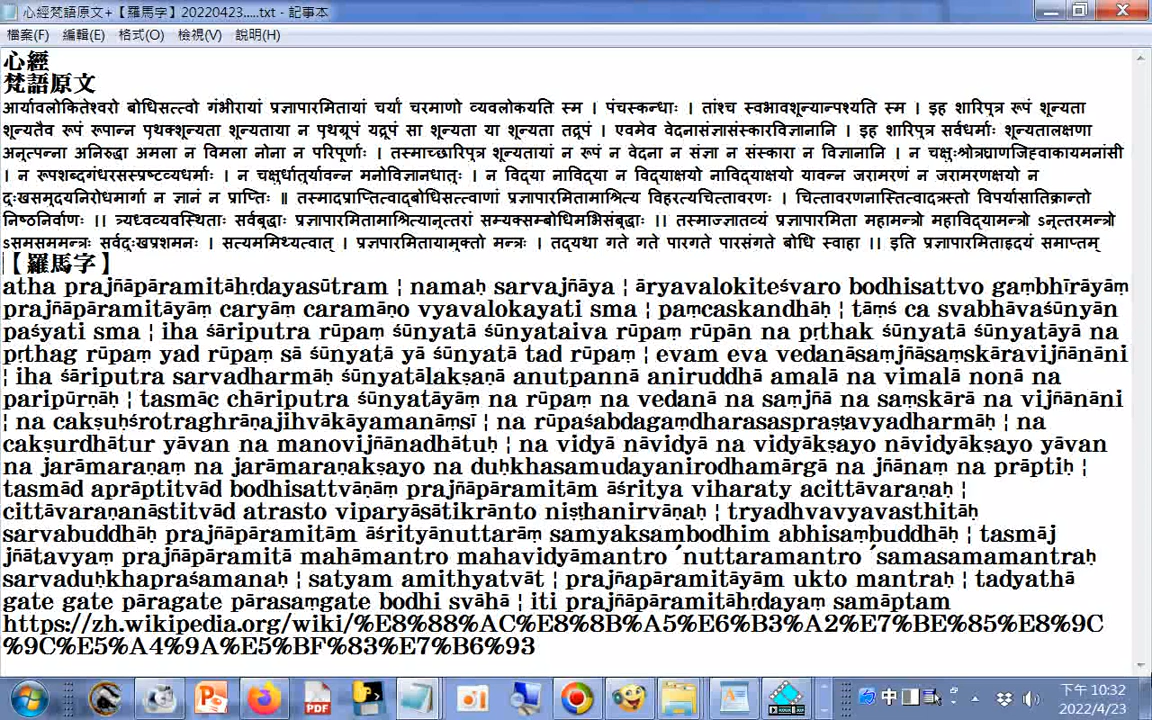 心經梵語原文+【羅馬字】20220423.....txt - 記事本
檔案(F) 編輯(E) 格式(O) 檢視(V) 說明(H)
心經
梵語原文
आर्यावलोकितेश्वरो बोधिसत्त्वो गंभीरायां प्रज्ञापारमितायां चर्यां चरमाणो व्यवलोकयति स्म । पंचस्कन्धाः । तांश्च स्वभावशून्यान्पश्यति स्म । इह शारिपुत्र रूपं शून्यता
शून्यतैव रूपं रूपान्न पृथक्शून्यता शून्यताया न पृथग्रूपं यद्रूपं सा शून्यता या शून्यता तद्रूपं । एवमेव वेदनासंज्ञासंस्कारविज्ञानानि । इह शारिपुत्र सर्वधर्माः शून्यतालक्षणा
अनुत्पन्ना अनिरुद्धा अमला न विमला नोना न परिपूर्णाः । तस्माच्छारिपुत्र शून्यतायां न रूपं न वेदना न संज्ञा न संस्कारा न विज्ञानानि । न चक्षुःश्रोत्रघ्राणजिह्वाकायमनांसी
। न रूपशब्दगंधरसस्प्रष्टव्यधर्माः । न चक्षुर्धातुर्यावन्न मनोविज्ञानधातुः । न विद्या नाविद्या न विद्याक्षयो नाविद्याक्षयो यावन्न जरामरणं न जरामरणक्षयो न
दुःखसमुदयनिरोधमार्गा न ज्ञानं न प्राप्तिः ॥ तस्मादप्राप्तित्वाद्बोधिसत्त्वाणां प्रज्ञापारमितामाश्रित्य विहरत्यचित्तावरणः । चित्तावरणनास्तित्वादत्रस्तो विपर्यासातिक्रान्तो
निष्ठनिर्वाणः ।। त्र्यध्वव्यवस्थिताः सर्वबुद्धाः प्रज्ञापारमितामाश्रित्यानुत्तरां सम्यक्सम्बोधिमभिसंबुद्धाः ।। तस्माज्ज्ञातव्यं प्रज्ञापारमिता महामन्त्रो महाविद्यामन्त्रो ऽनुत्तरमन्त्रो
ऽसमसममन्त्रः सर्वदुःखप्रशमनः । सत्यममिथ्यत्वात् । प्रज्ञपारमितायामुक्तो मन्त्रः । तद्यथा गते गते पारगते पारसंगते बोधि स्वाहा ।। इति प्रज्ञापारमिताहृदयं समाप्तम्
【羅馬字】
atha prajñāpāramitāhṛdayasūtram ¦ namaḥ sarvajñāya ¦ āryavalokiteśvaro bodhisattvo gaṃbhīrāyāṃ
prajñāpāramitāyāṃ caryāṃ caramāṇo vyavalokayati sma ¦ paṃcaskandhāḥ ¦ tāṃś ca svabhāvaśūnyān
paśyati sma ¦ iha śāriputra rūpaṃ śūnyatā śūnyataiva rūpaṃ rūpān na pṛthak śūnyatā śūnyatāyā na
pṛthag rūpaṃ yad rūpaṃ sā śūnyatā yā śūnyatā tad rūpaṃ ¦ evam eva vedanāsaṃjñāsaṃskāravijñānāni
¦ iha śāriputra sarvadharmāḥ śūnyatālakṣaṇā anutpannā aniruddhā amalā na vimalā nonā na
paripūrṇāḥ ¦ tasmāc chāriputra śūnyatāyāṃ na rūpaṃ na vedanā na saṃjñā na saṃskārā na vijñānāni
¦ na cakṣuḥśrotraghrāṇajihvākāyamanāṃsī ¦ na rūpaśabdagaṃdharasaspraṣṭavyadharmāḥ ¦ na
cakṣurdhātur yāvan na manovijñānadhātuḥ ¦ na vidyā nāvidyā na vidyākṣayo nāvidyākṣayo yāvan
na jarāmaraṇaṃ na jarāmaraṇakṣayo na duḥkhasamudayanirodhamārgā na jñānaṃ na prāptiḥ ¦
tasmād aprāptitvād bodhisattvāṇāṃ prajñāpāramitām āśritya viharaty acittāvaraṇaḥ ¦
cittāvaraṇanāstitvād atrasto viparyāsātikrānto niṣṭhanirvāṇaḥ ¦ tryadhvavyavasthitāḥ
sarvabuddhāḥ prajñāpāramitām āśrityānuttarāṃ samyaksambodhim abhisaṃbuddhāḥ ¦ tasmāj
jñātavyaṃ prajñāpāramitā mahāmantro mahavidyāmantro ´nuttaramantro ´samasamamantraḥ
sarvaduḥkhapraśamanaḥ ¦ satyam amithyatvāt ¦ prajñapāramitāyām ukto mantraḥ ¦ tadyathā
gate gate pāragate pārasaṃgate bodhi svāhā ¦ iti prajñāpāramitāhṛdayaṃ samāptam
https://zh.wikipedia.org/wiki/%E8%88%AC%E8%8B%A5%E6%B3%A2%E7%BE%85%E8%9C
%9C%E5%A4%9A%E5%BF%83%E7%B6%93
PDF
中
下午 10:32
2022/4/23